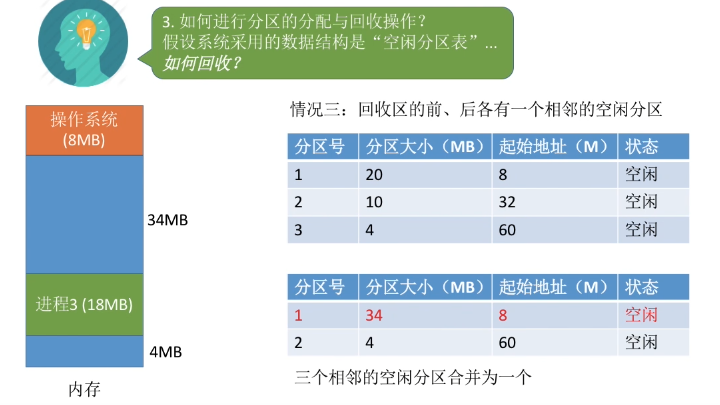 3. 如何进行分区的分配与回收操作？
假设系统采用的数据结构是“空闲分区表”...
如何回收？
操作系统
(8MB)
34MB
进程3 (18MB)
4MB
内存
情况三：回收区的前、后各有一个相邻的空闲分区
分区号 分区大小（MB） 起始地址（M） 状态
1 20 8 空闲
2 10 32 空闲
3 4 60 空闲
分区号 分区大小（MB） 起始地址（M） 状态
1 34 8 空闲
2 4 60 空闲
三个相邻的空闲分区合并为一个